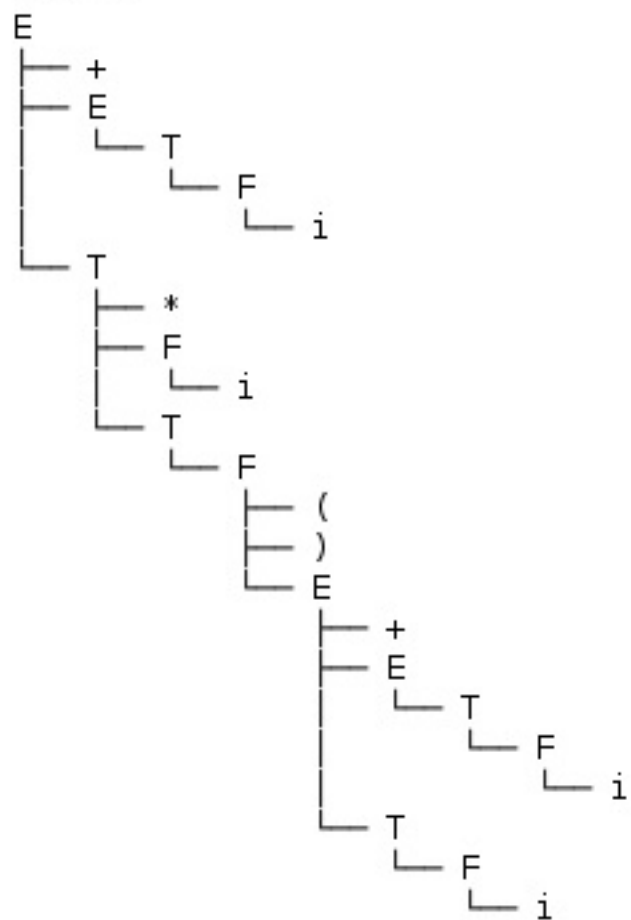 E
├── +
├── E
│   └── T
│       └── F
│           └── i
└── T
    ├── *
    ├── F
    │   └── i
    └── T
        └── F
            ├── (
            ├── )
            └── E
                ├── +
                ├── E
                │   └── T
                │       └── F
                │           └── i
                └── T
                    └── F
                        └── i